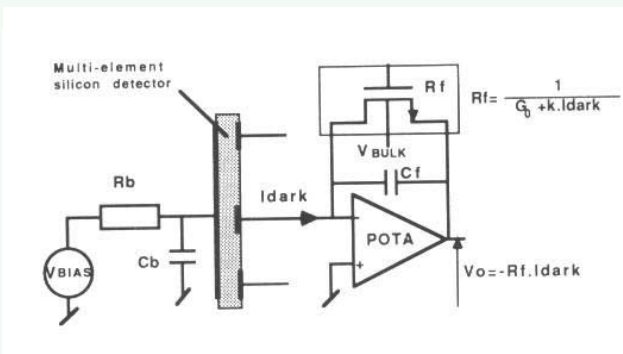 Multi-element
silicon detector
Rf
Rf= 1
G0 +k.Idark
VBULK
Cf
Rb
Idark
Cb
POTA
VBIAS
-
+
Vo=-Rf.Idark